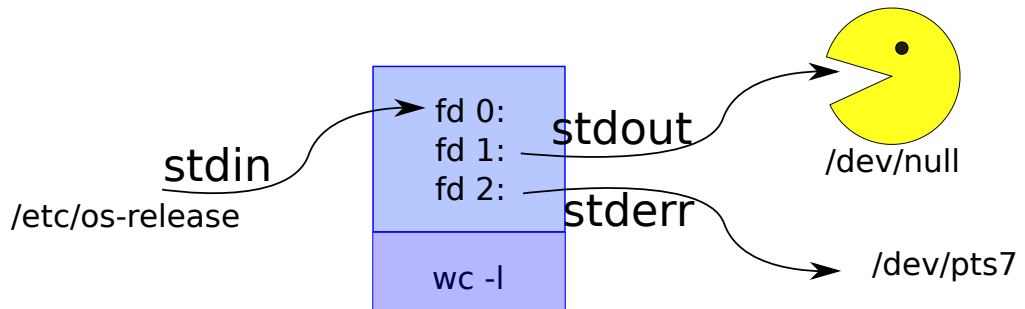 fd 0:
stdout
fd 1:
stdin
/dev/null
fd 2:
/etc/os-release
stderr
/dev/pts7
wc -l